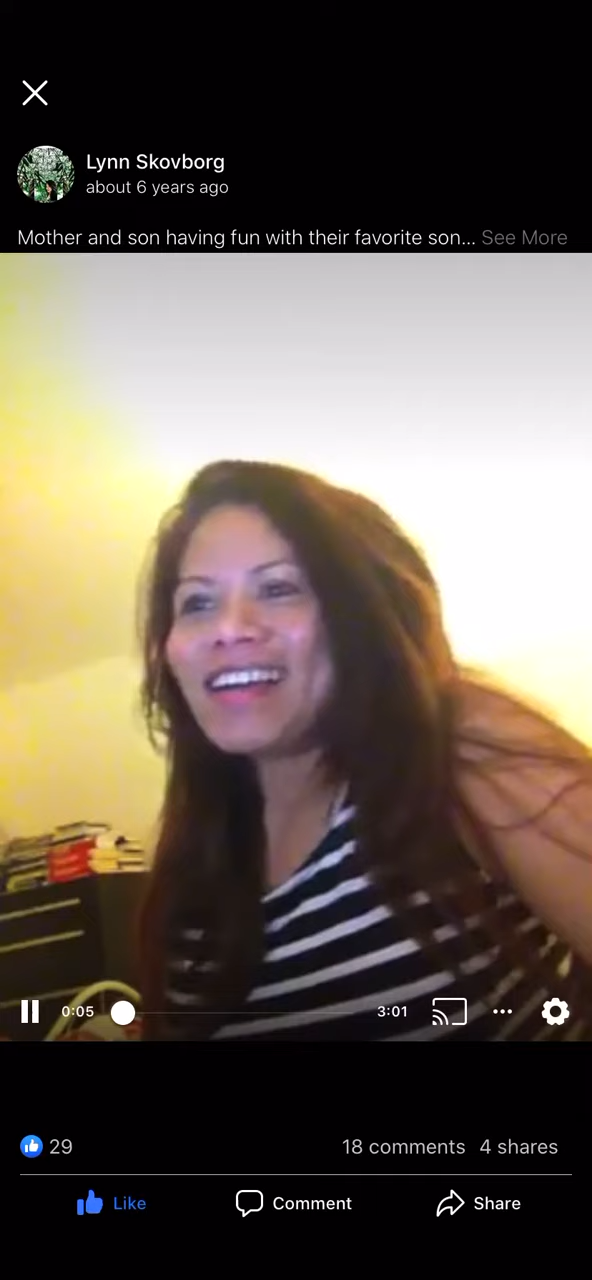 Lynn Skovborg
about 6 years ago
Mother and son having fun with their favorite son... See More
0:05 3:01
29 18 comments 4 shares
Like Comment Share